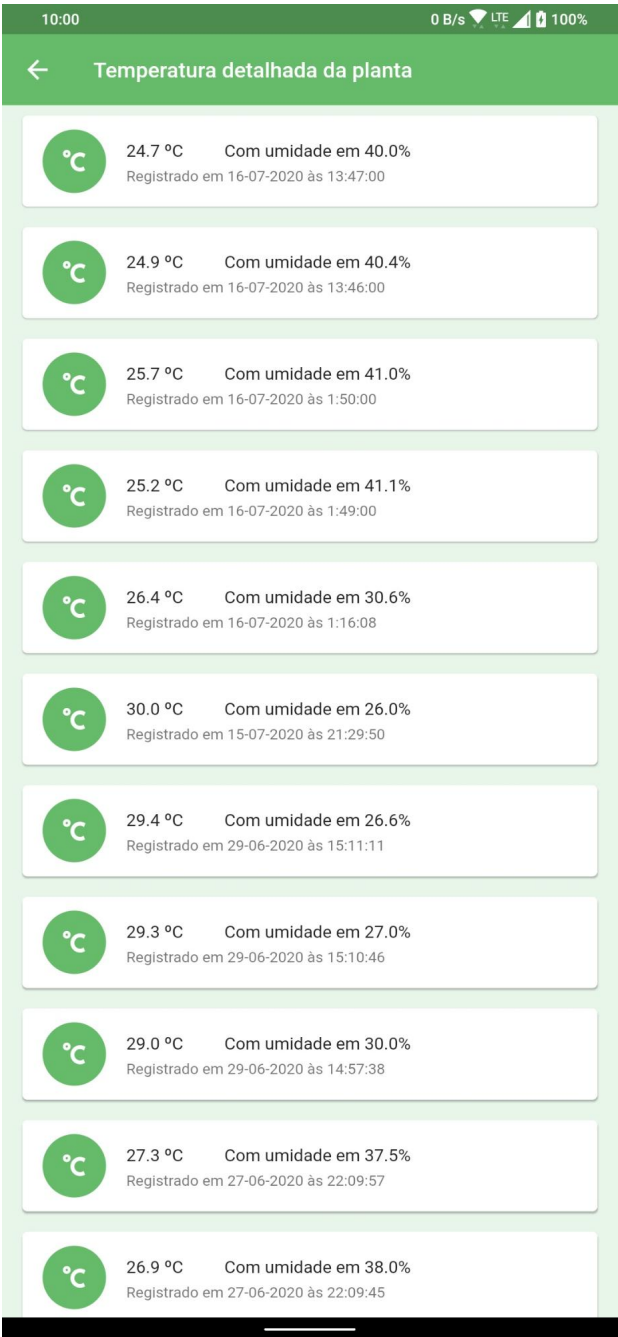 10:00 0 B/s LTE 100%
Temperatura detalhada da planta
°C 24.7 ºC Com umidade em 40.0%
Registrado em 16-07-2020 às 13:47:00
°C 24.9 ºC Com umidade em 40.4%
Registrado em 16-07-2020 às 13:46:00
°C 25.7 ºC Com umidade em 41.0%
Registrado em 16-07-2020 às 1:50:00
°C 25.2 ºC Com umidade em 41.1%
Registrado em 16-07-2020 às 1:49:00
°C 26.4 ºC Com umidade em 30.6%
Registrado em 16-07-2020 às 1:16:08
°C 30.0 ºC Com umidade em 26.0%
Registrado em 15-07-2020 às 21:29:50
°C 29.4 ºC Com umidade em 26.6%
Registrado em 29-06-2020 às 15:11:11
°C 29.3 ºC Com umidade em 27.0%
Registrado em 29-06-2020 às 15:10:46
°C 29.0 ºC Com umidade em 30.0%
Registrado em 29-06-2020 às 14:57:38
°C 27.3 ºC Com umidade em 37.5%
Registrado em 27-06-2020 às 22:09:57
°C 26.9 ºC Com umidade em 38.0%
Registrado em 27-06-2020 às 22:09:45